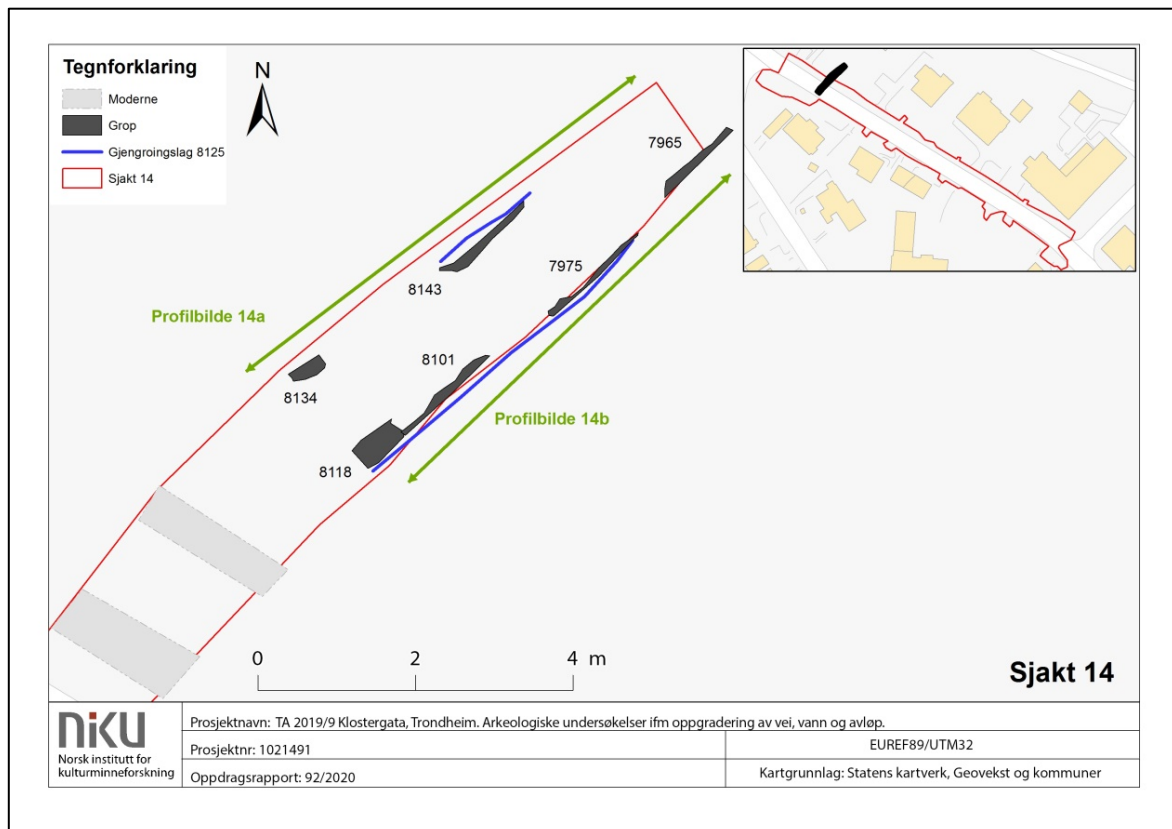 Tegnforklaring
Moderne
Grop
Gjengroingslag 8125
Sjakt 14
N
7965
7975
8143
Profilbilde 14a
8101
8134
Profilbilde 14b
8118
0 2 4 m
Sjakt 14
niKU
Norsk institutt for
kulturminneforskning
Prosjektnavn: TA 2019/9 Klostergata, Trondheim. Arkeologiske undersøkelser ifm oppgradering av vei, vann og avløp.
Prosjektnr: 1021491
EUREF89/UTM32
Oppdragsrapport: 92/2020
Kartgrunnlag: Statens kartverk, Geovekst og kommuner